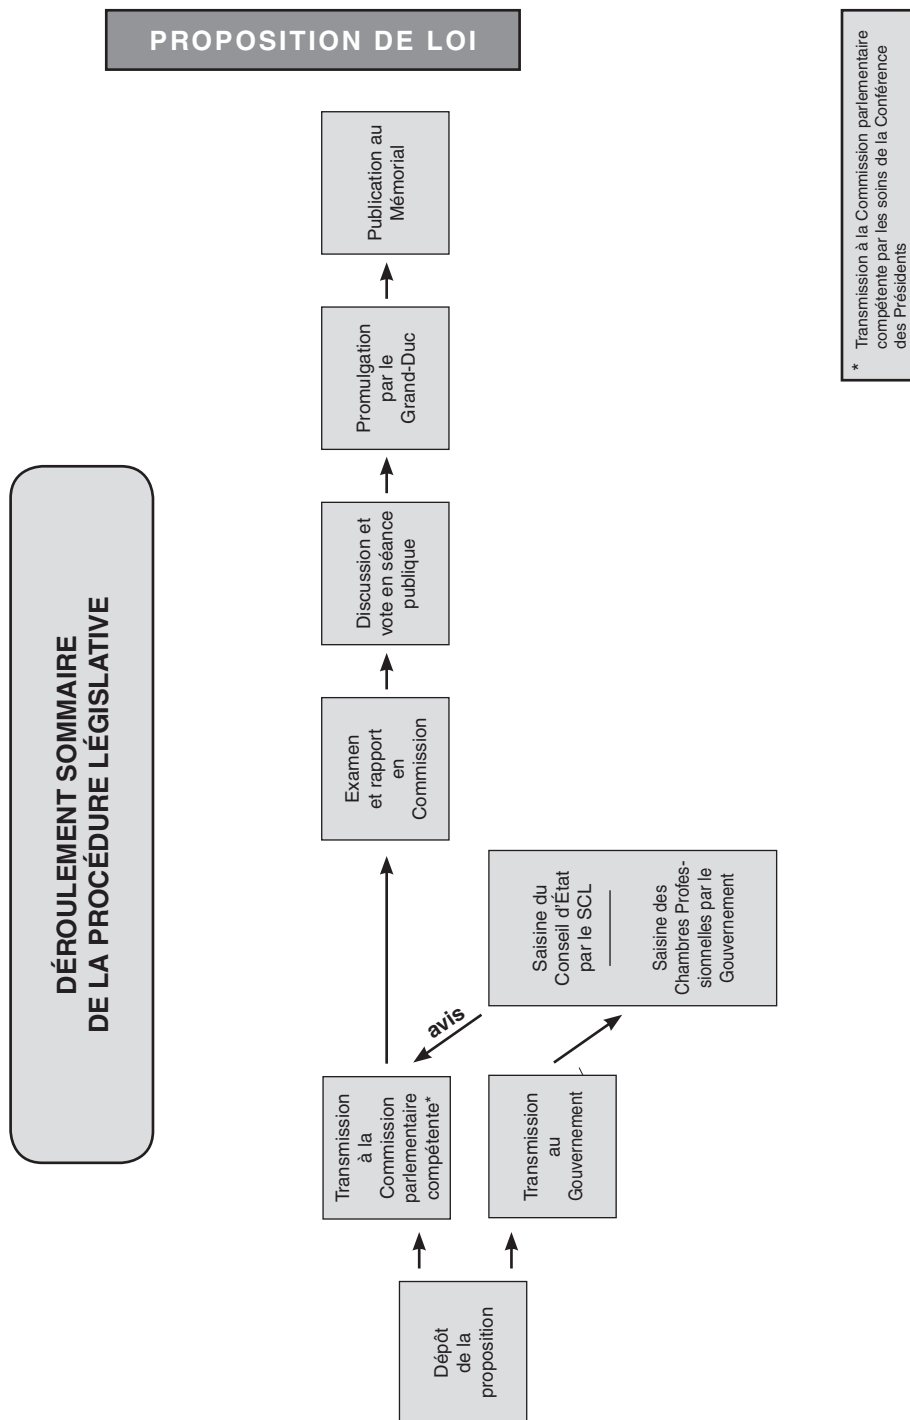 PROPOSITION DE LOI
DÉROULEMENT SOMMAIRE
DE LA PROCÉDURE LÉGISLATIVE
Dépôt
de la
proposition
Transmission
à la
Commission
parlementaire
compétente*
Transmission
au
Gouvernement
avis
Saisine du
Conseil d'État
par le SCL
Saisine des
Chambres Profes-
sionnelles par le
Gouvernement
Examen
et rapport
en
Commission
Discussion et
vote en séance
publique
Promulgation
par le
Grand-Duc
Publication au
Mémorial
* Transmission à la Commission parlementaire
compétente par les soins de la Conférence
des Présidents